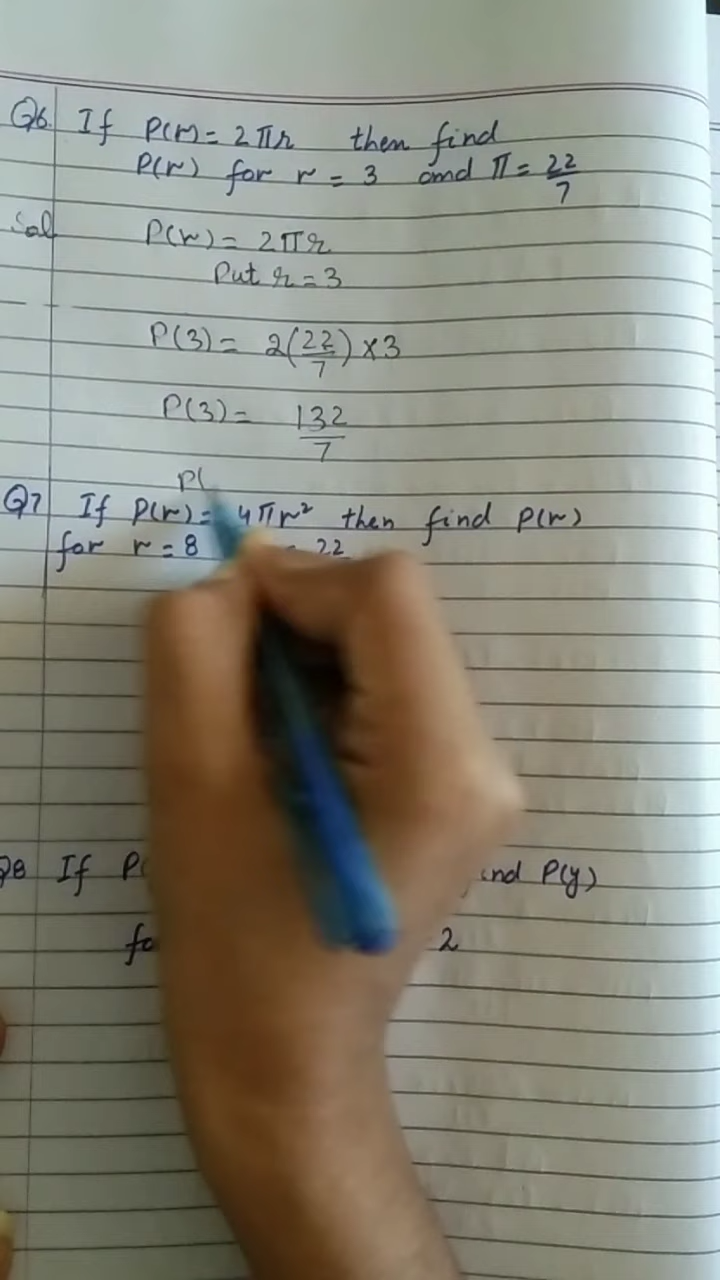 Q6 If P(r) = 2πr then find
P(r) for r = 3 and π = 22/7
Sol P(r) = 2πr
Put r = 3
P(3) = 2(22/7) × 3
P(3) = 132/7
P(
Q7 If P(r) = 4πr² then find P(r)
for r = 8 = 22
Q8 If P( P(y)
2